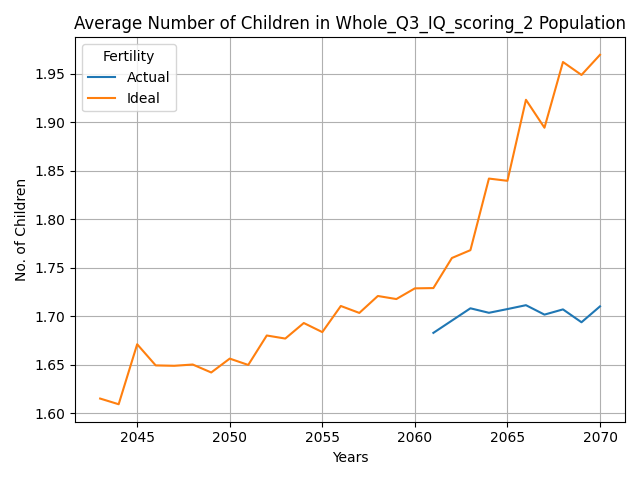 Average Number of Children in Whole_Q3_IQ_scoring_2 Population
Fertility
Actual
Ideal
1.95
1.90
1.85
1.80
1.75
1.70
1.65
1.60
No. of Children
2045
2050
2055
2060
2065
2070
Years